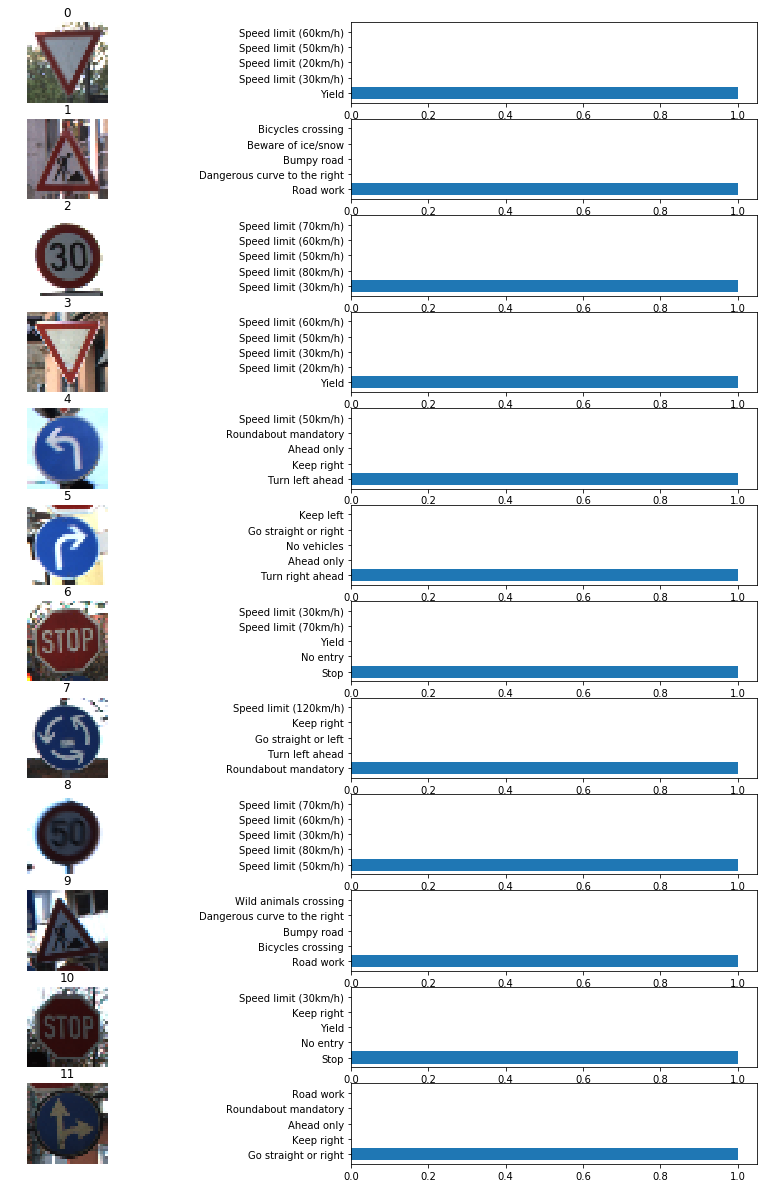 0
Speed limit (60km/h)
Speed limit (50km/h)
Speed limit (20km/h)
Speed limit (30km/h)
Yield
0.0 0.2 0.4 0.6 0.8 1.0
1
Bicycles crossing
Beware of ice/snow
Bumpy road
Dangerous curve to the right
Road work
0.0 0.2 0.4 0.6 0.8 1.0
2
30
Speed limit (70km/h)
Speed limit (60km/h)
Speed limit (50km/h)
Speed limit (80km/h)
Speed limit (30km/h)
0.0 0.2 0.4 0.6 0.8 1.0
3
Speed limit (60km/h)
Speed limit (50km/h)
Speed limit (30km/h)
Speed limit (20km/h)
Yield
0.0 0.2 0.4 0.6 0.8 1.0
4
Speed limit (50km/h)
Roundabout mandatory
Ahead only
Keep right
Turn left ahead
0.0 0.2 0.4 0.6 0.8 1.0
5
Keep left
Go straight or right
No vehicles
Ahead only
Turn right ahead
0.0 0.2 0.4 0.6 0.8 1.0
6
STOP
Speed limit (30km/h)
Speed limit (70km/h)
Yield
No entry
Stop
0.0 0.2 0.4 0.6 0.8 1.0
7
Speed limit (120km/h)
Keep right
Go straight or left
Turn left ahead
Roundabout mandatory
0.0 0.2 0.4 0.6 0.8 1.0
8
50
Speed limit (70km/h)
Speed limit (60km/h)
Speed limit (30km/h)
Speed limit (80km/h)
Speed limit (50km/h)
0.0 0.2 0.4 0.6 0.8 1.0
9
Wild animals crossing
Dangerous curve to the right
Bumpy road
Bicycles crossing
Road work
0.0 0.2 0.4 0.6 0.8 1.0
10
STOP
Speed limit (30km/h)
Keep right
Yield
No entry
Stop
0.0 0.2 0.4 0.6 0.8 1.0
11
Road work
Roundabout mandatory
Ahead only
Keep right
Go straight or right
0.0 0.2 0.4 0.6 0.8 1.0